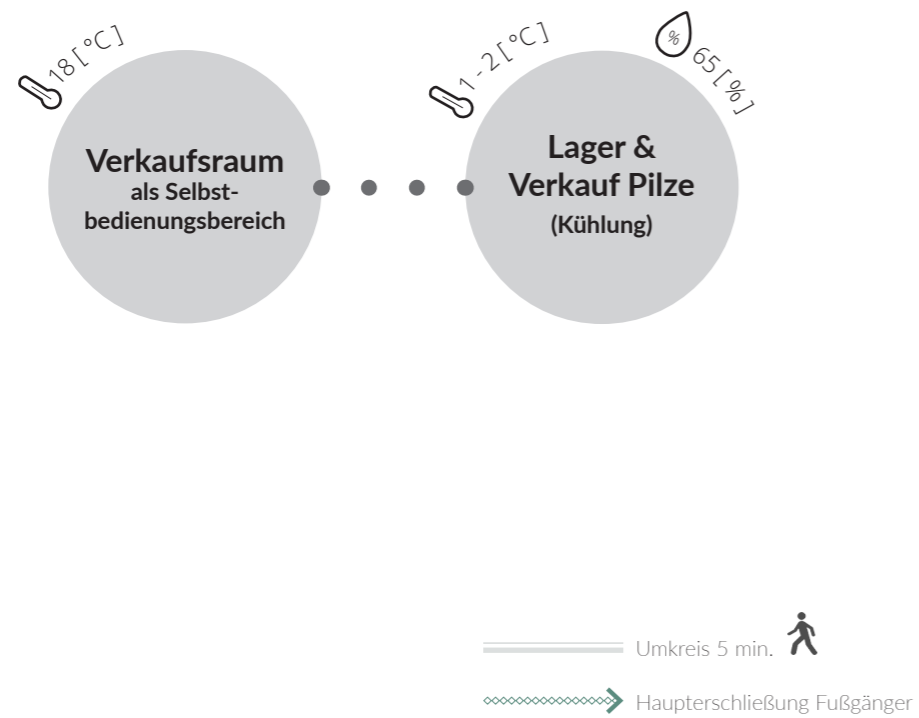 18 [ °C ]
Verkaufsraum
als Selbst-
bedienungsbereich
1 - 2 [ °C ]
%
65 [ % ]
Lager &
Verkauf Pilze
(Kühlung)
Umkreis 5 min.
Haupterschließung Fußgänger